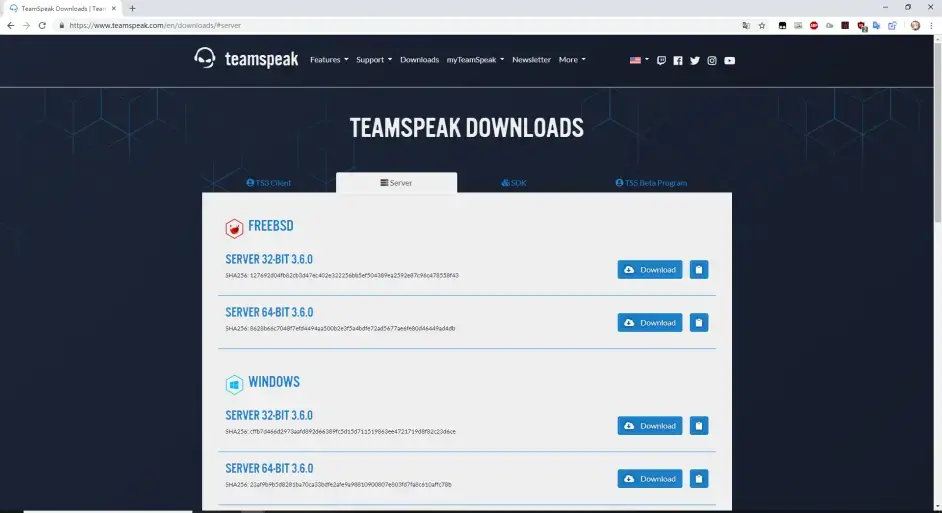 TeamSpeak Downloads | Team
https://www.teamspeak.com/en/downloads/#server
teamspeak Features Support Downloads myTeamSpeak Newsletter More
TEAMSPEAK DOWNLOADS
TS3 Client Server SDK TS5 Beta Program
FREEBSD
SERVER 32-BIT 3.6.0
SHA256: 127692d04fb82cb3d47ec402e322256bb5ef504389ea2592e87c96c478558f43
Download
SERVER 64-BIT 3.6.0
SHA256:
Download
WINDOWS
SERVER 32-BIT 3.6.0
SHA256: cffb7d466d2973aafd892d66389fc5d15d711519863ee4721719d8f82c23d6ce
Download
SERVER 64-BIT 3.6.0
SHA256:
Download